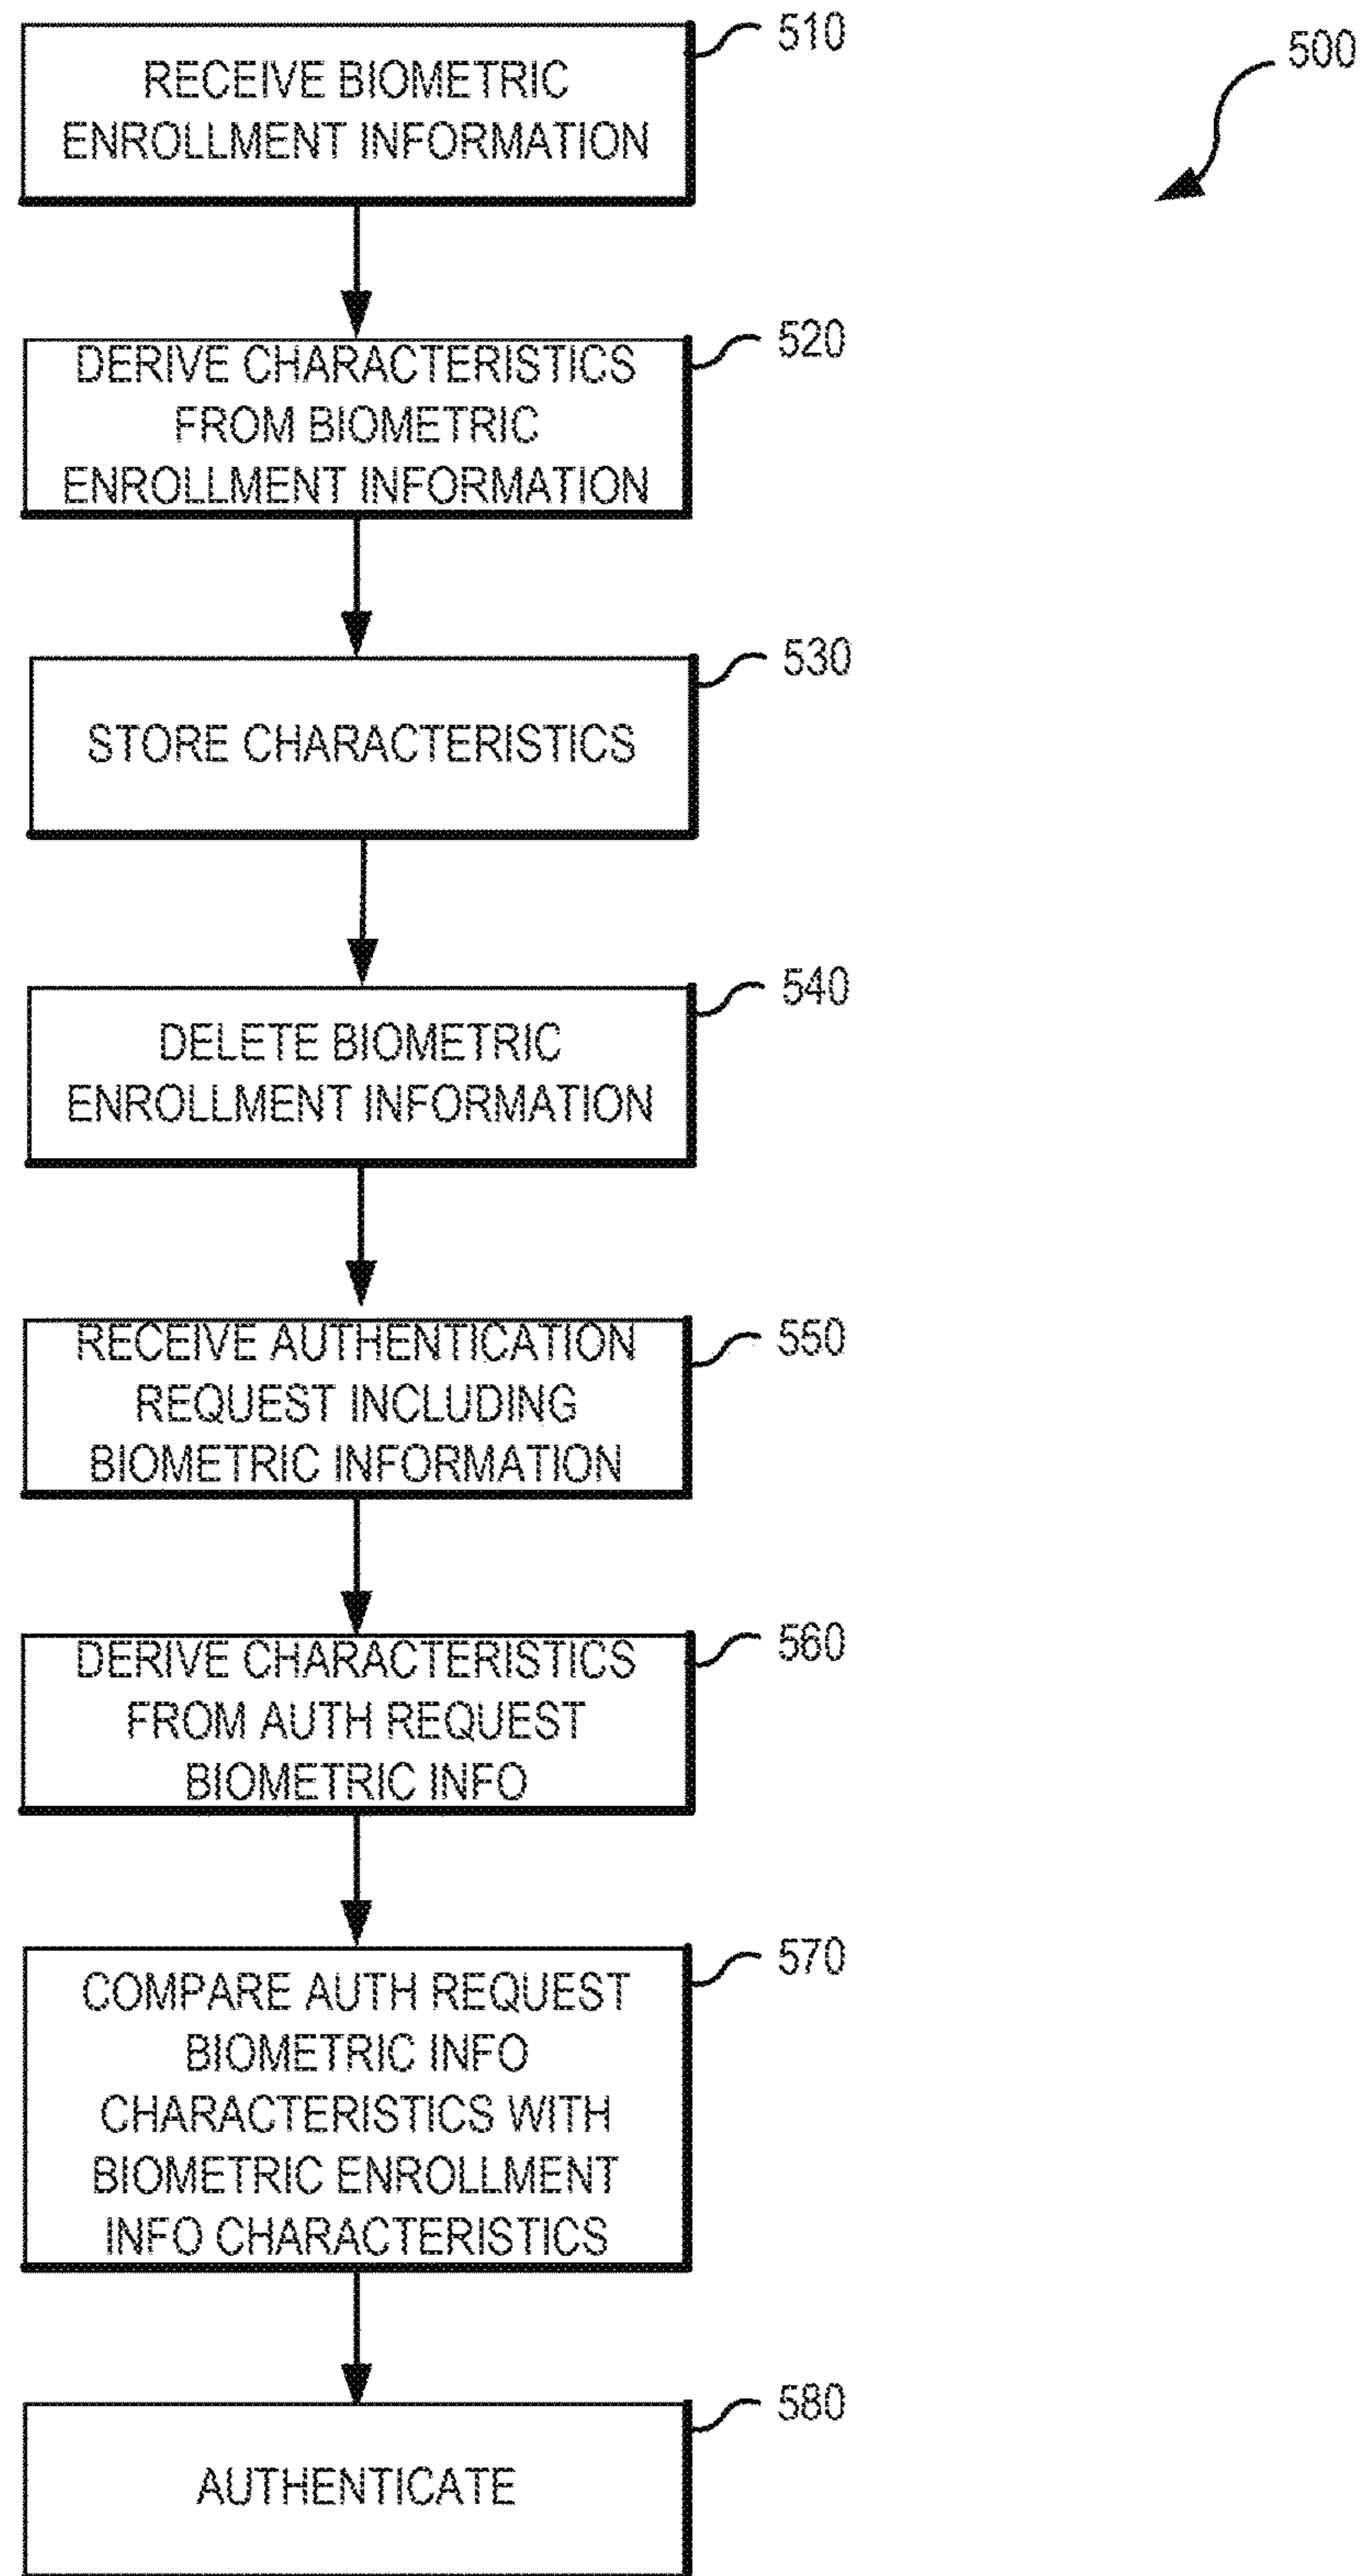 510
500
RECEIVE BIOMETRIC
ENROLLMENT INFORMATION
520
DERIVE CHARACTERISTICS
FROM BIOMETRIC
ENROLLMENT INFORMATION
530
STORE CHARACTERISTICS
540
DELETE BIOMETRIC
ENROLLMENT INFORMATION
550
RECEIVE AUTHENTICATION
REQUEST INCLUDING
BIOMETRIC INFORMATION
560
DERIVE CHARACTERISTICS
FROM AUTH REQUEST
BIOMETRIC INFO
570
COMPARE AUTH REQUEST
BIOMETRIC INFO
CHARACTERISTICS WITH
BIOMETRIC ENROLLMENT
INFO CHARACTERISTICS
580
AUTHENTICATE